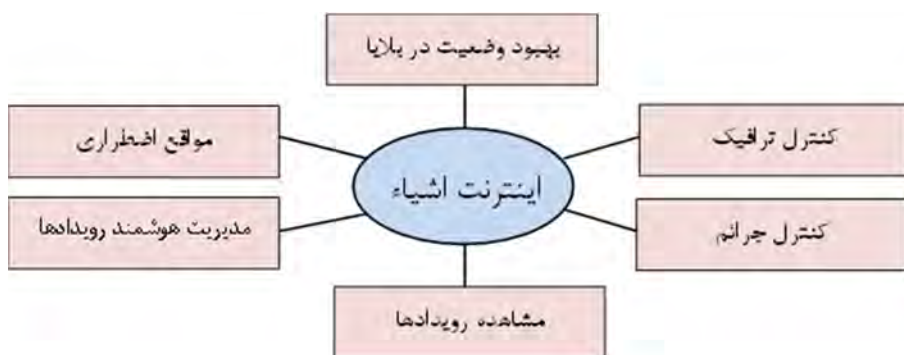 بهبود وضعیت در بلایا
کنترل ترافیک
مواقع اضطراری
اینترنت اشیاء
کنترل جرائم
مدیریت هوشمند رویدادها
مشاهده رویدادها